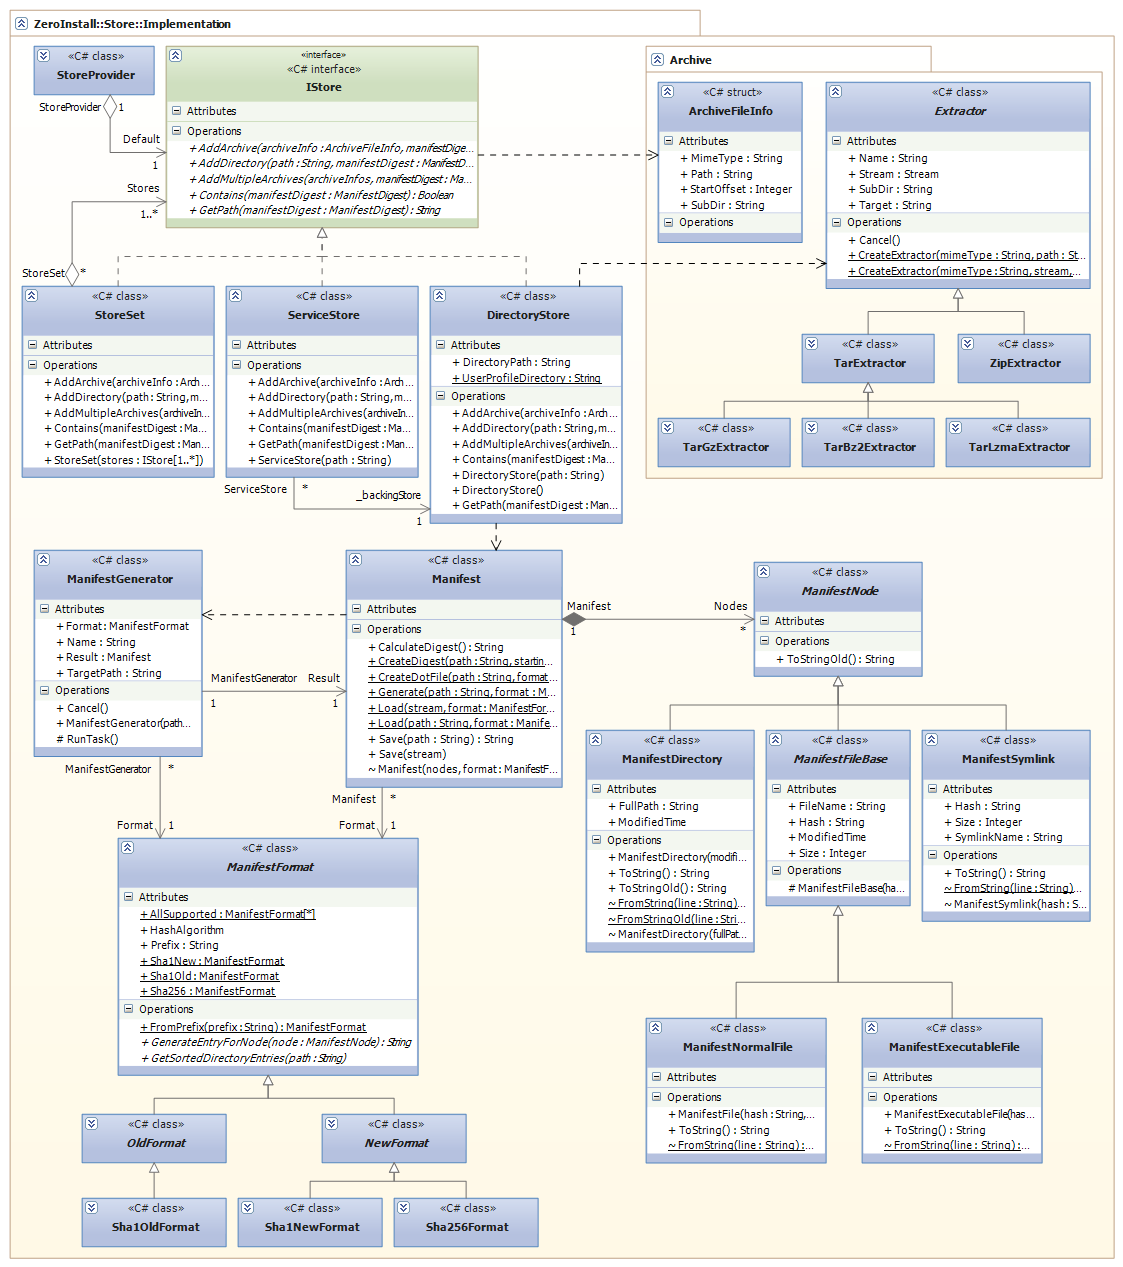 ZeroInstall::Store::Implementation
«C# class»
StoreProvider
StoreProvider
1
Default
1
Stores
1..*
StoreSet
*
«interface»
«C# interface»
IStore
Attributes
Operations
+ AddArchive(archiveInfo : ArchiveFileInfo, manifestDige...
+ AddDirectory(path : String, manifestDigest : ManifestD...
+ AddMultipleArchives(archiveInfos, manifestDigest : Ma...
+ Contains(manifestDigest : ManifestDigest) : Boolean
+ GetPath(manifestDigest : ManifestDigest) : String
Archive
«C# struct»
ArchiveFileInfo
Attributes
+ MimeType : String
+ Path : String
+ StartOffset : Integer
+ SubDir : String
Operations
«C# class»
Extractor
Attributes
+ Name : String
+ Stream : Stream
+ SubDir : String
+ Target : String
Operations
+ Cancel()
+ CreateExtractor(mimeType : String, path : St...
+ CreateExtractor(mimeType : String, stream,...
«C# class»
TarExtractor
«C# class»
ZipExtractor
«C# class»
TarGzExtractor
«C# class»
TarBz2Extractor
«C# class»
TarLzmaExtractor
«C# class»
StoreSet
Attributes
Operations
+ AddArchive(archiveInfo : Archi...
+ AddDirectory(path : String, m...
+ AddMultipleArchives(archiveIn...
+ Contains(manifestDigest : Ma...
+ GetPath(manifestDigest : Man...
+ StoreSet(stores : IStore[1..*])
«C# class»
ServiceStore
Attributes
Operations
+ AddArchive(archiveInfo : Archi...
+ AddDirectory(path : String, m...
+ AddMultipleArchives(archiveIn...
+ Contains(manifestDigest : Ma...
+ GetPath(manifestDigest : Man...
+ ServiceStore(path : String)
ServiceStore
*
_backingStore
1
«C# class»
DirectoryStore
Attributes
+ DirectoryPath : String
+ UserProfileDirectory : String
Operations
+ AddArchive(archiveInfo : Archi...
+ AddDirectory(path : String, m...
+ AddMultipleArchives(archiveIn...
+ Contains(manifestDigest : Ma...
+ DirectoryStore(path : String)
+ DirectoryStore()
+ GetPath(manifestDigest : Man...
«C# class»
ManifestGenerator
Attributes
+ Format : ManifestFormat
+ Name : String
+ Result : Manifest
+ TargetPath : String
Operations
+ Cancel()
+ ManifestGenerator(path...
# RunTask()
ManifestGenerator
1
Result
1
«C# class»
Manifest
Attributes
Operations
+ CalculateDigest() : String
+ CreateDigest(path : String, startin...
+ CreateDotFile(path : String, format...
+ Generate(path : String, format : M...
+ Load(stream, format : ManifestFor...
+ Load(path : String, format : Manife...
+ Save(path : String) : String
+ Save(stream)
~ Manifest(nodes, format : ManifestF...
Manifest
1
Nodes
*
«C# class»
ManifestNode
Attributes
Operations
+ ToStringOld() : String
ManifestGenerator
*
Format
1
Manifest
*
Format
1
«C# class»
ManifestFormat
Attributes
+ AllSupported : ManifestFormat[*]
+ HashAlgorithm
+ Prefix : String
+ Sha1New : ManifestFormat
+ Sha1Old : ManifestFormat
+ Sha256 : ManifestFormat
Operations
+ FromPrefix(prefix : String) : ManifestFormat
+ GenerateEntryForNode(node : ManifestNode) : String
+ GetSortedDirectoryEntries(path : String)
«C# class»
ManifestDirectory
Attributes
+ FullPath : String
+ ModifiedTime
Operations
+ ManifestDirectory(modifi...
+ ToString() : String
+ ToStringOld() : String
~ FromString(line : String)...
~ FromStringOld(line : Stri...
~ ManifestDirectory(fullPat...
«C# class»
ManifestFileBase
Attributes
+ FileName : String
+ Hash : String
+ ModifiedTime
+ Size : Integer
Operations
# ManifestFileBase(ha...
«C# class»
ManifestSymlink
Attributes
+ Hash : String
+ Size : Integer
+ SymlinkName : String
Operations
+ ToString() : String
~ FromString(line : String)...
~ ManifestSymlink(hash : S...
«C# class»
ManifestNormalFile
Attributes
Operations
+ ManifestFile(hash : String,...
+ ToString() : String
~ FromString(line : String) :...
«C# class»
ManifestExecutableFile
Attributes
Operations
+ ManifestExecutableFile(has...
+ ToString() : String
~ FromString(line : String) :...
«C# class»
OldFormat
«C# class»
NewFormat
«C# class»
Sha1OldFormat
«C# class»
Sha1NewFormat
«C# class»
Sha256Format